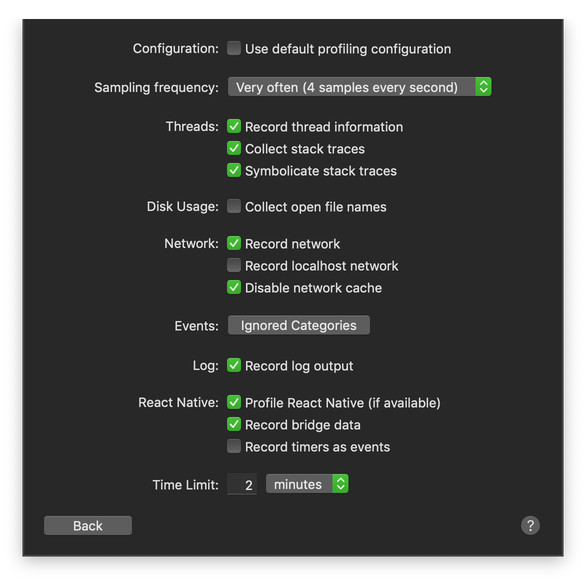 Configuration: Use default profiling configuration
Sampling frequency: Very often (4 samples every second)
Threads: Record thread information
Collect stack traces
Symbolicate stack traces
Disk Usage: Collect open file names
Network: Record network
Record localhost network
Disable network cache
Events: Ignored Categories
Log: Record log output
React Native: Profile React Native (if available)
Record bridge data
Record timers as events
Time Limit: 2 minutes
Back ?